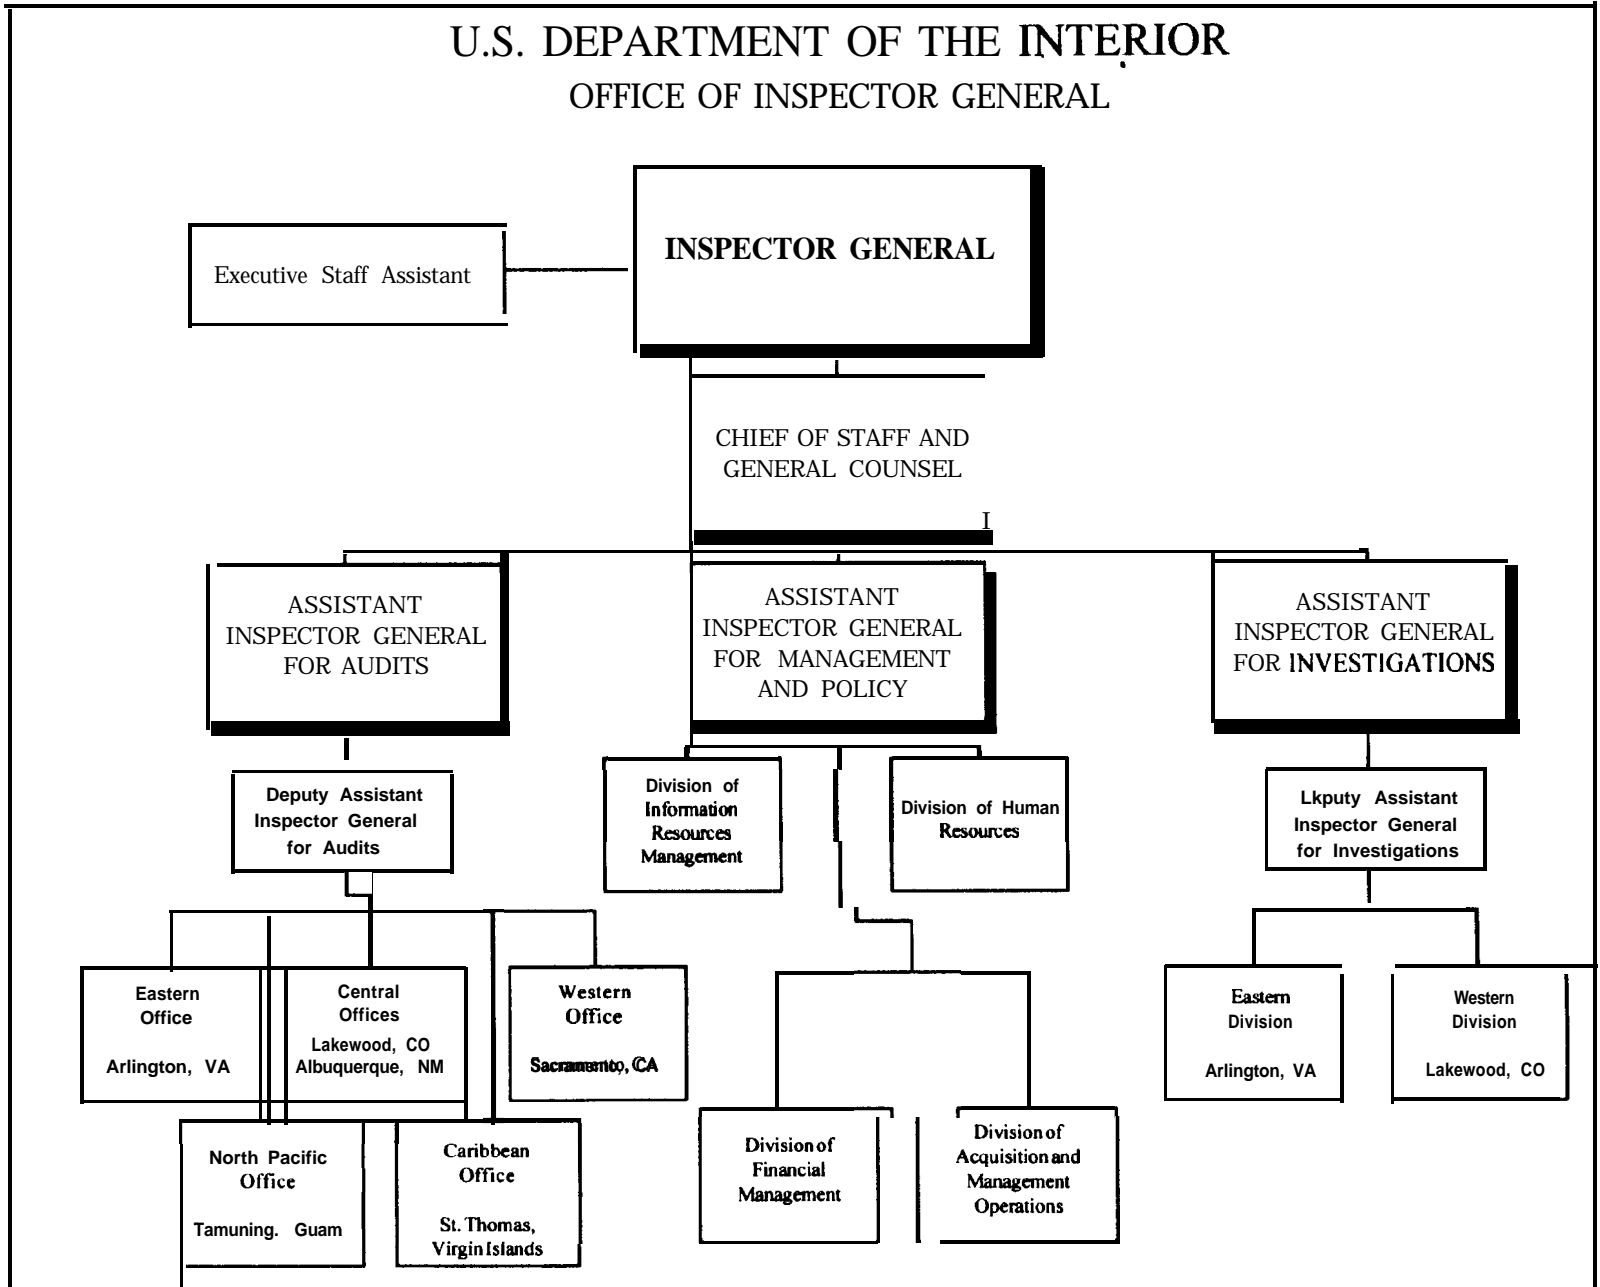 U.S. DEPARTMENT OF THE INTERIOR
OFFICE OF INSPECTOR GENERAL
INSPECTOR GENERAL
Executive Staff Assistant
CHIEF OF STAFF AND
GENERAL COUNSEL
I
ASSISTANT
INSPECTOR GENERAL
FOR AUDITS
ASSISTANT
INSPECTOR GENERAL
FOR MANAGEMENT
AND POLICY
ASSISTANT
INSPECTOR GENERAL
FOR INVESTIGATIONS
Deputy Assistant
Inspector General
for Audits
Division of
Information
Resources
Management
Division of Human
Resources
Lkputy Assistant
Inspector General
for Investigations
Eastern
Office
Arlington, VA
Central
Offices
Lakewood, CO
Albuquerque, NM
Western
Office
Sacramento, CA
Eastern
Division
Arlington, VA
Western
Division
Lakewood, CO
North Pacific
Office
Tamuning. Guam
Caribbean
Office
St. Thomas,
Virgin Islands
Division of
Financial
Management
Division of
Acquisition and
Management
Operations